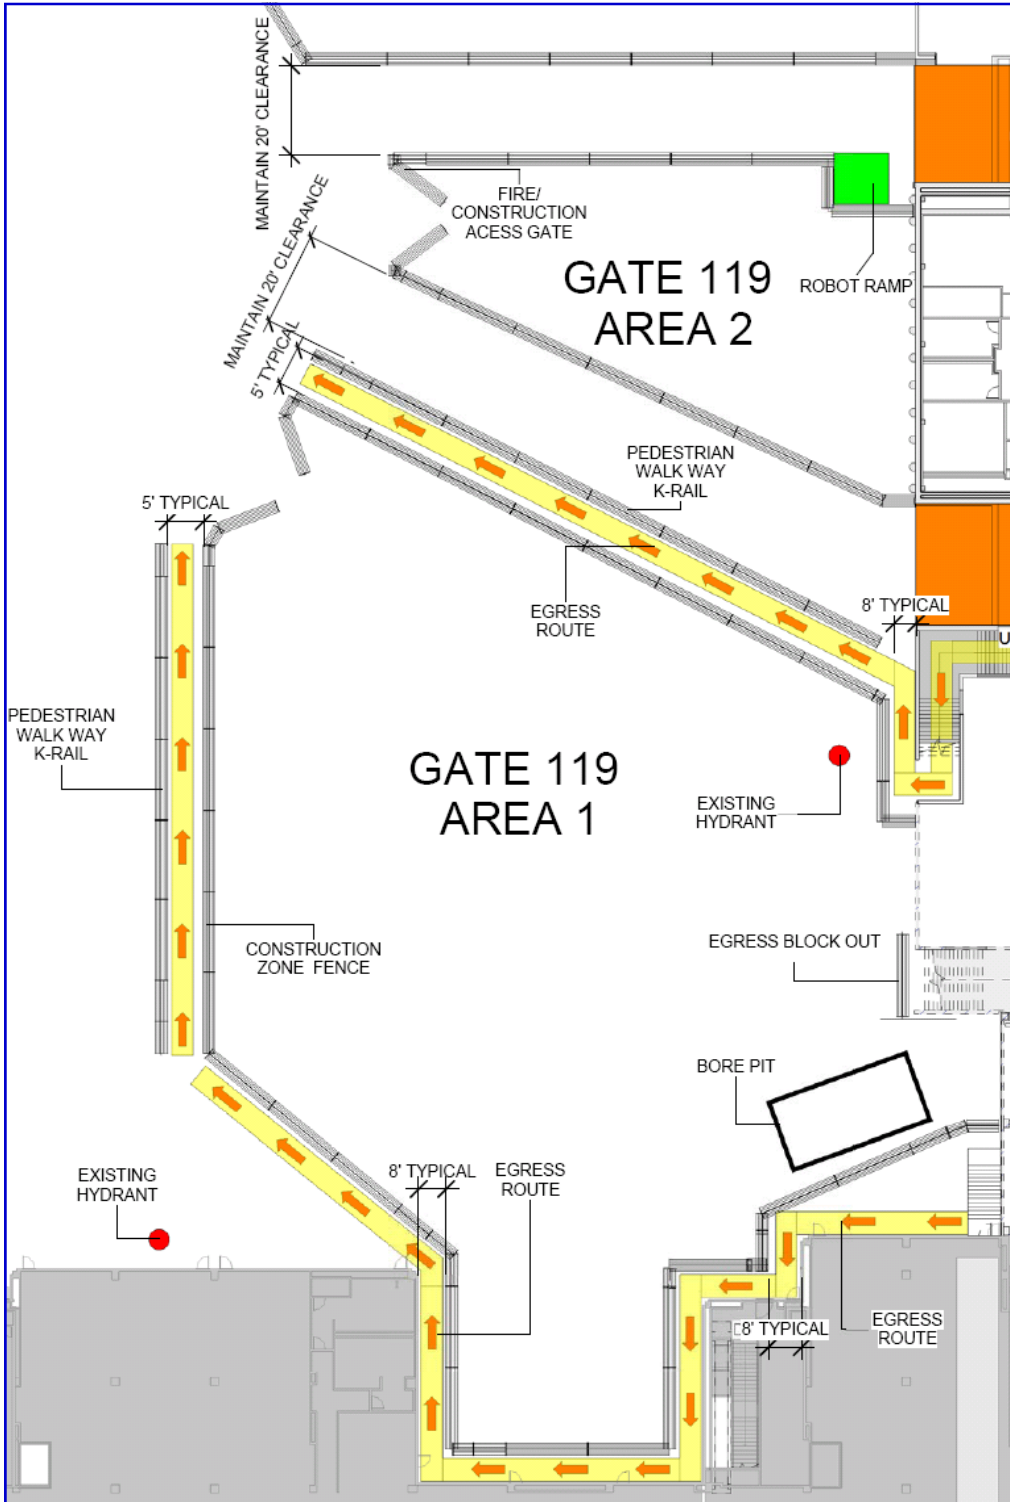 MAINTAIN 20' CLEARANCE
FIRE/
CONSTRUCTION
ACESS GATE
MAINTAIN 20' CLEARANCE
GATE 119
AREA 2
ROBOT RAMP
5' TYPICAL
PEDESTRIAN
WALK WAY
K-RAIL
5' TYPICAL
EGRESS
ROUTE
8' TYPICAL
U
PEDESTRIAN
WALK WAY
K-RAIL
GATE 119
AREA 1
EXISTING
HYDRANT
CONSTRUCTION
ZONE FENCE
EGRESS BLOCK OUT
BORE PIT
EXISTING
HYDRANT
8' TYPICAL
EGRESS
ROUTE
8' TYPICAL
EGRESS
ROUTE